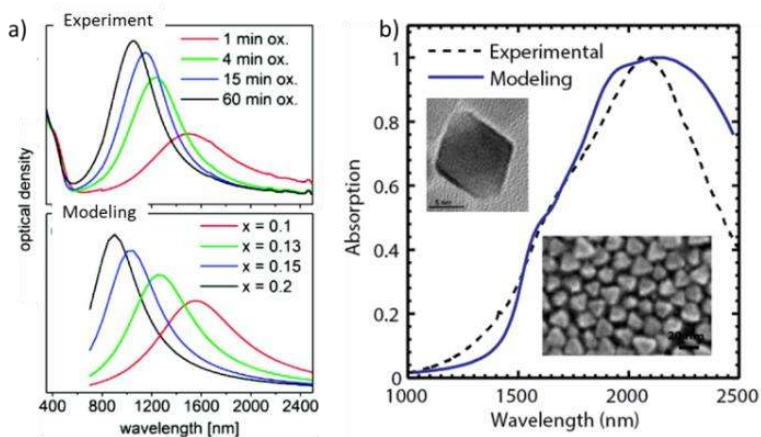 a)
Experiment
1 min ox.
4 min ox.
15 min ox.
60 min ox.
Modeling
x = 0.1
x = 0.13
x = 0.15
x = 0.2
optical density
400 800 1200 1600 2000 2400
wavelength [nm]
b)
Experimental
Modeling
1
0.8
0.6
0.4
0.2
0
Absorption
5 nm
1000 1500 2000 2500
Wavelength (nm)